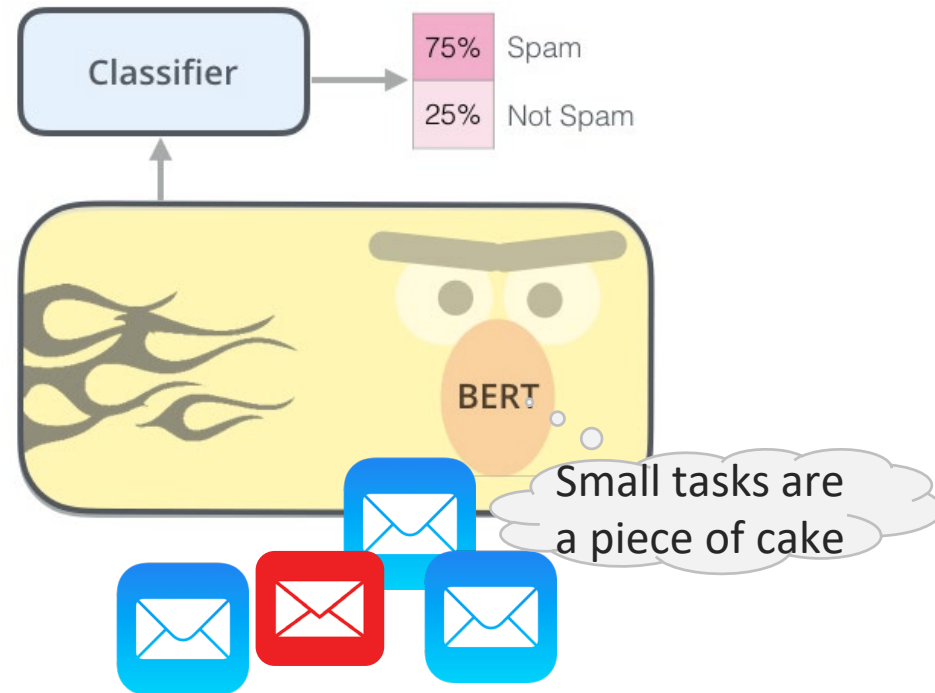 Classifier
75% Spam
25% Not Spam
BERT
Small tasks are
a piece of cake